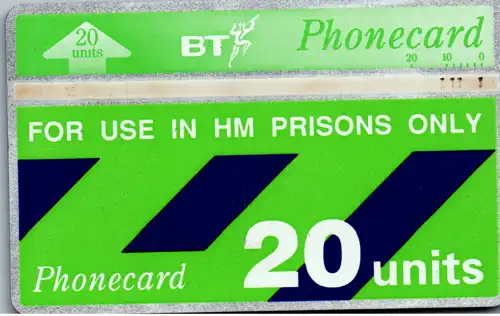 20 units
BT
Phonecard
20 10 0
FOR USE IN HM PRISONS ONLY
Phonecard
20 units